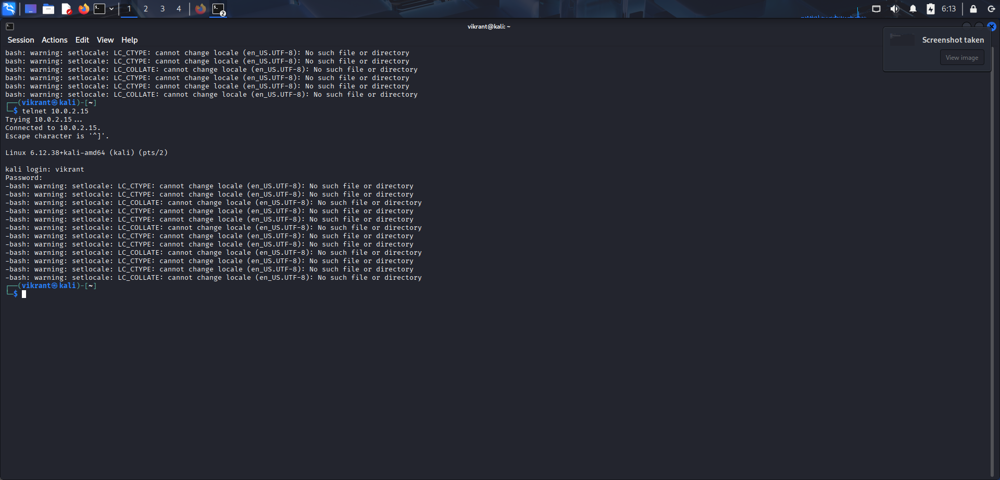 1 2 3 4 2 6:13
vikrant@kali: ~
Session Actions Edit View Help
Screenshot taken
View image
bash: warning: setlocale: LC_CTYPE: cannot change locale (en_US.UTF-8): No such file or directory
bash: warning: setlocale: LC_CTYPE: cannot change locale (en_US.UTF-8): No such file or directory
bash: warning: setlocale: LC_COLLATE: cannot change locale (en_US.UTF-8): No such file or directory
bash: warning: setlocale: LC_CTYPE: cannot change locale (en_US.UTF-8): No such file or directory
bash: warning: setlocale: LC_CTYPE: cannot change locale (en_US.UTF-8): No such file or directory
bash: warning: setlocale: LC_COLLATE: cannot change locale (en_US.UTF-8): No such file or directory
┌──(vikrant㉿kali)-[~]
└─$ telnet 10.0.2.15
Trying 10.0.2.15...
Connected to 10.0.2.15.
Escape character is '^]'.
Linux 6.12.38+kali-amd64 (kali) (pts/2)
kali login: vikrant
Password:
-bash: warning: setlocale: LC_CTYPE: cannot change locale (en_US.UTF-8): No such file or directory
-bash: warning: setlocale: LC_CTYPE: cannot change locale (en_US.UTF-8): No such file or directory
-bash: warning: setlocale: LC_COLLATE: cannot change locale (en_US.UTF-8): No such file or directory
-bash: warning: setlocale: LC_CTYPE: cannot change locale (en_US.UTF-8): No such file or directory
-bash: warning: setlocale: LC_CTYPE: cannot change locale (en_US.UTF-8): No such file or directory
-bash: warning: setlocale: LC_COLLATE: cannot change locale (en_US.UTF-8): No such file or directory
-bash: warning: setlocale: LC_CTYPE: cannot change locale (en_US.UTF-8): No such file or directory
-bash: warning: setlocale: LC_CTYPE: cannot change locale (en_US.UTF-8): No such file or directory
-bash: warning: setlocale: LC_COLLATE: cannot change locale (en_US.UTF-8): No such file or directory
-bash: warning: setlocale: LC_CTYPE: cannot change locale (en_US.UTF-8): No such file or directory
-bash: warning: setlocale: LC_CTYPE: cannot change locale (en_US.UTF-8): No such file or directory
-bash: warning: setlocale: LC_COLLATE: cannot change locale (en_US.UTF-8): No such file or directory
┌──(vikrant㉿kali)-[~]
└─$